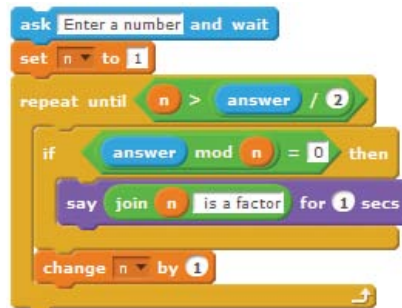 ask Enter a number and wait
set n to 1
repeat until n > answer / 2
if answer mod n = 0 then
say join n is a factor for 1 secs
change n by 1